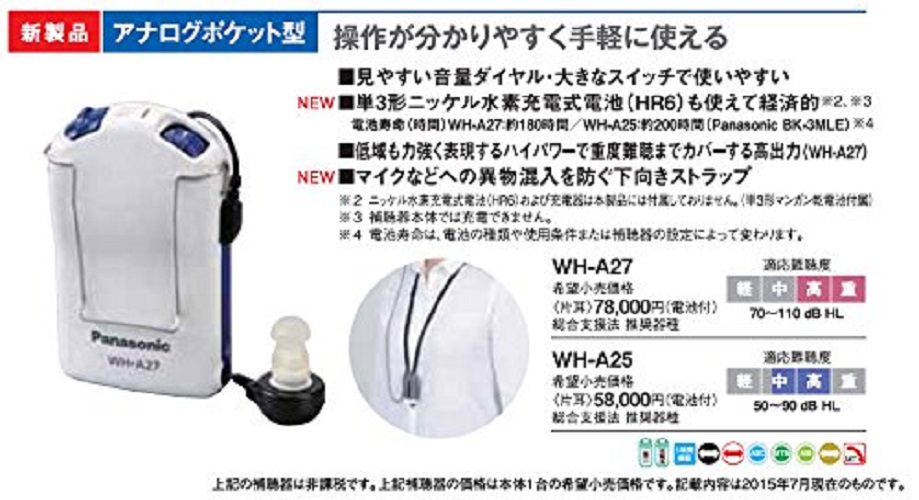 新製品 アナログポケット型 操作が分かりやすく手軽に使える
■見やすい音量ダイヤル・大きなスイッチで使いやすい
NEW ■単3形ニッケル水素充電式電池(HR6)も使えて経済的※2、※3
電池寿命(時間)WH-A27:約180時間/WH-A25:約200時間(Panasonic BK-3MLE)※4
■低域も力強く表現するハイパワーで重度難聴までカバーする高出力(WH-A27)
NEW ■マイクなどへの異物混入を防ぐ下向きストラップ
※2 ニッケル水素充電式電池(HR6)および充電器は本製品には付属しておりません。(単3形マンガン乾電池付属)
※3 補聴器本体では充電できません。
※4 電池寿命は、電池の種類や使用条件または補聴器の設定によって変わります。
Panasonic
WH-A27
WH-A27
希望小売価格
〈片耳〉78,000円(電池付)
総合支援法 推奨器種
適応難聴度
軽 中 高 重
70〜110 dB HL
WH-A25
希望小売価格
〈片耳〉58,000円(電池付)
総合支援法 推奨器種
適応難聴度
軽 中 高 重
50〜90 dB HL
上記の補聴器は非課税です。上記補聴器の価格は本体1台の希望小売価格です。記載内容は2015年7月現在のものです。